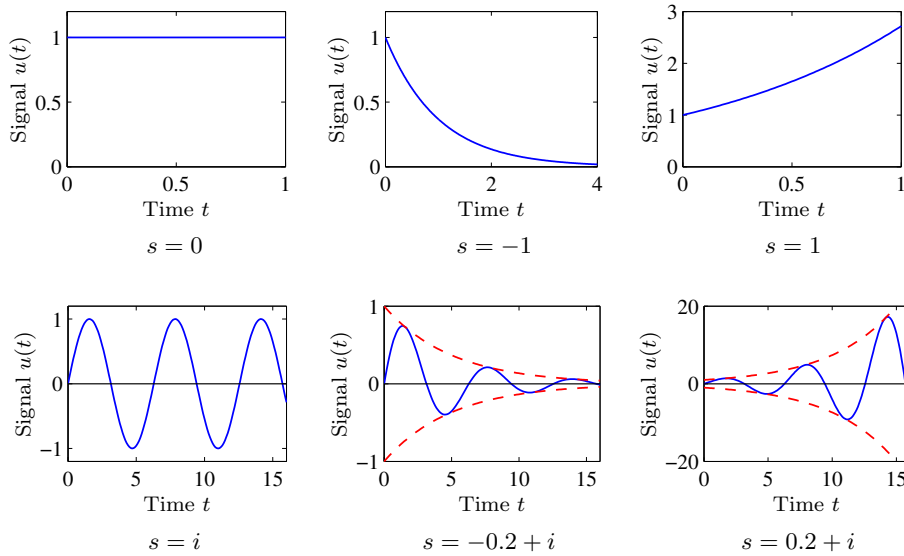 Signal u(t)
1
0.5
0
0
0.5
1
Time t
s = 0
Signal u(t)
1
0.5
0
0
2
4
Time t
s = −1
Signal u(t)
3
2
1
0
0
0.5
1
Time t
s = 1
Signal u(t)
1
0
−1
0
5
10
15
Time t
s = i
Signal u(t)
1
0
−1
0
5
10
15
Time t
s = −0.2 + i
Signal u(t)
20
0
−20
0
5
10
15
Time t
s = 0.2 + i